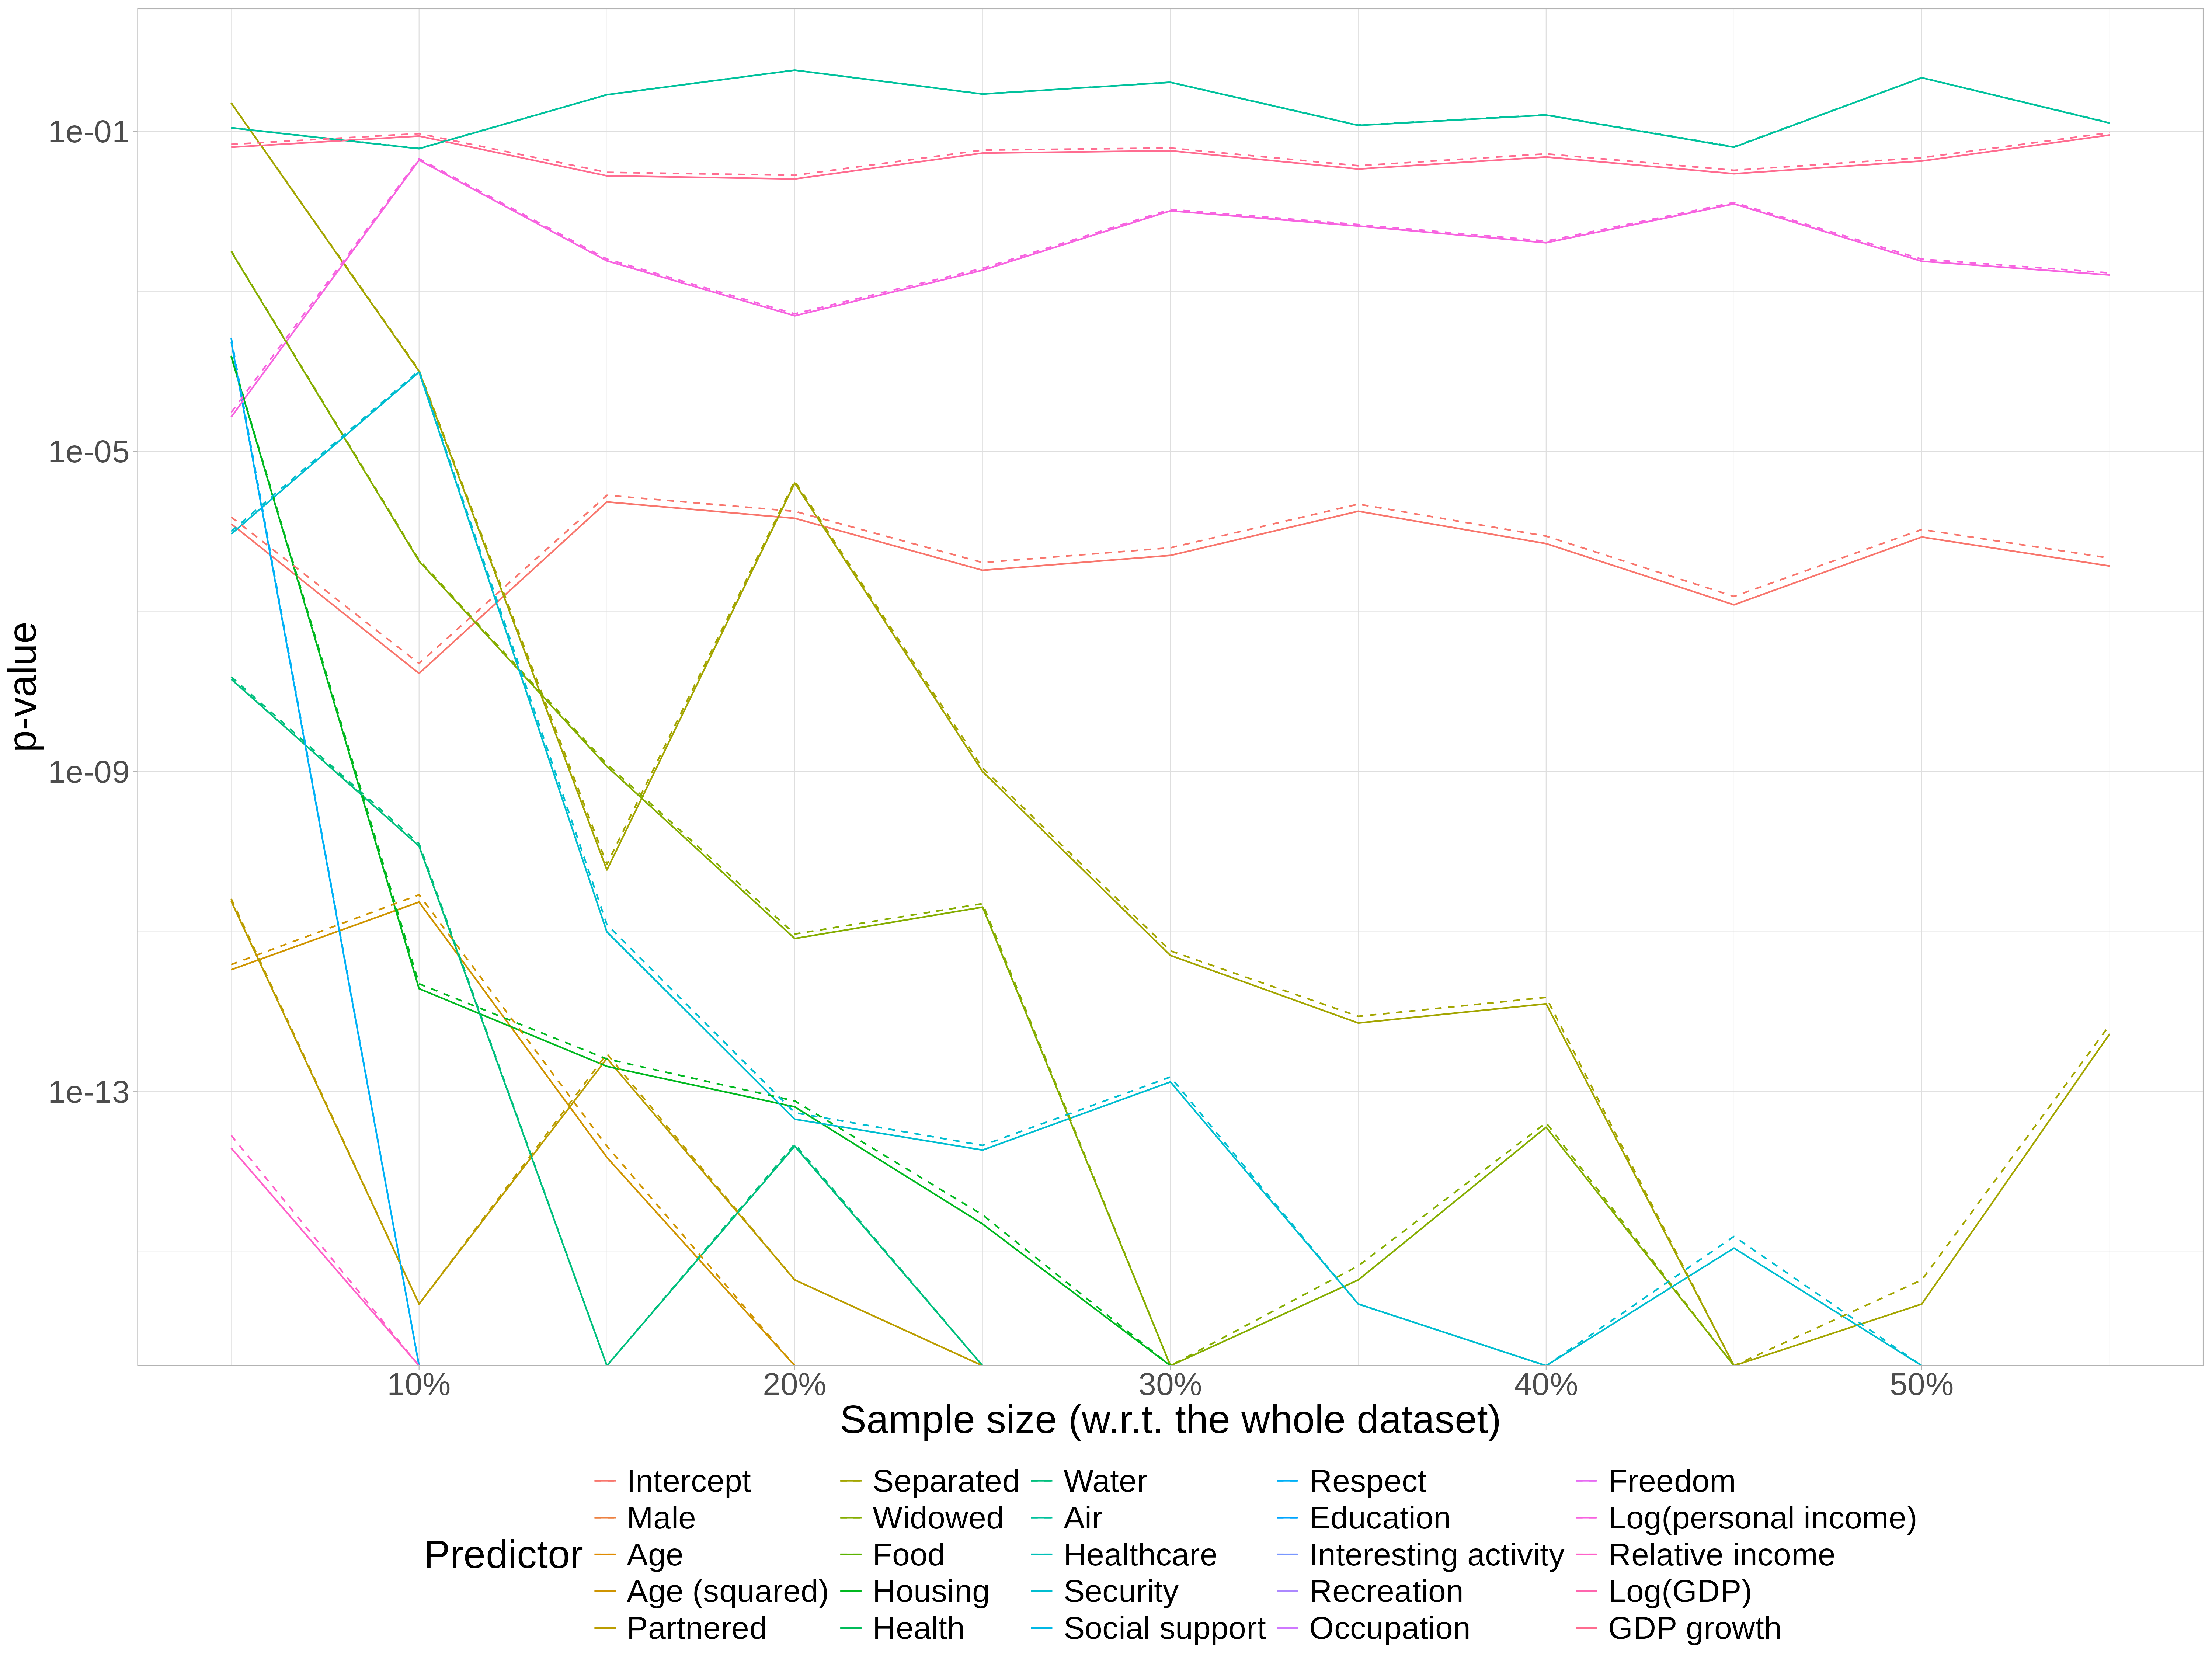 1e-01
1e-05
1e-09
1e-13
p-value
10% 20% 30% 40% 50%
Sample size (w.r.t. the whole dataset)
Predictor
Intercept Separated Water Respect Freedom
Male Widowed Air Education Log(personal income)
Age Food Healthcare Interesting activity Relative income
Age (squared) Housing Security Recreation Log(GDP)
Partnered Health Social support Occupation GDP growth